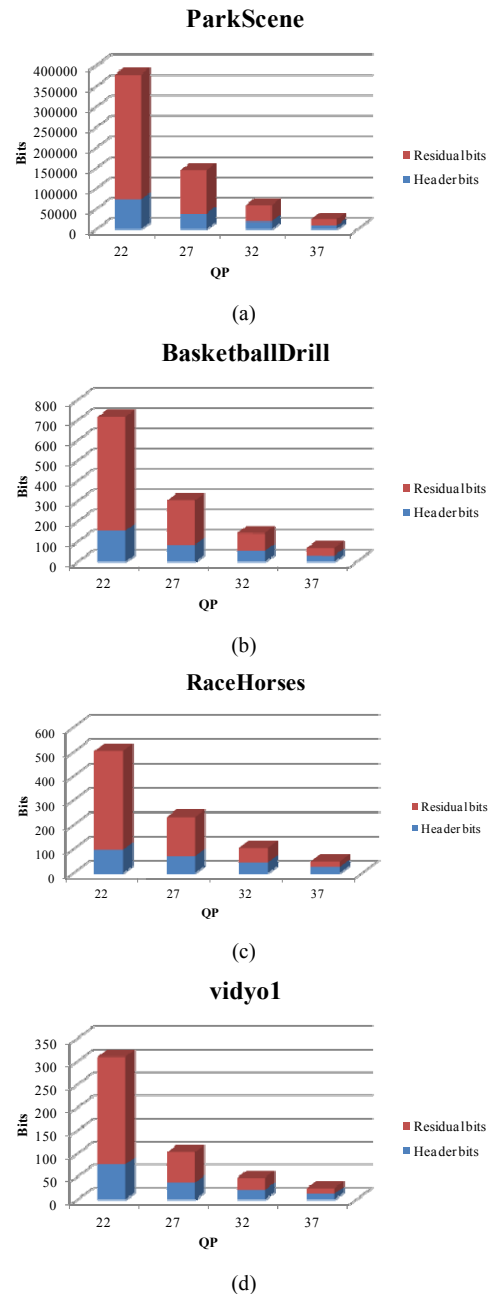 ParkScene
400000
350000
300000
250000
200000
150000
100000
50000
0
Bits
22 27 32 37
QP
Residual bits
Header bits
(a)
BasketballDrill
800
700
600
500
400
300
200
100
0
Bits
22 27 32 37
QP
Residual bits
Header bits
(b)
RaceHorses
600
500
400
300
200
100
0
Bits
22 27 32 37
QP
Residual bits
Header bits
(c)
vidyo1
350
300
250
200
150
100
50
0
Bits
22 27 32 37
QP
Residual bits
Header bits
(d)